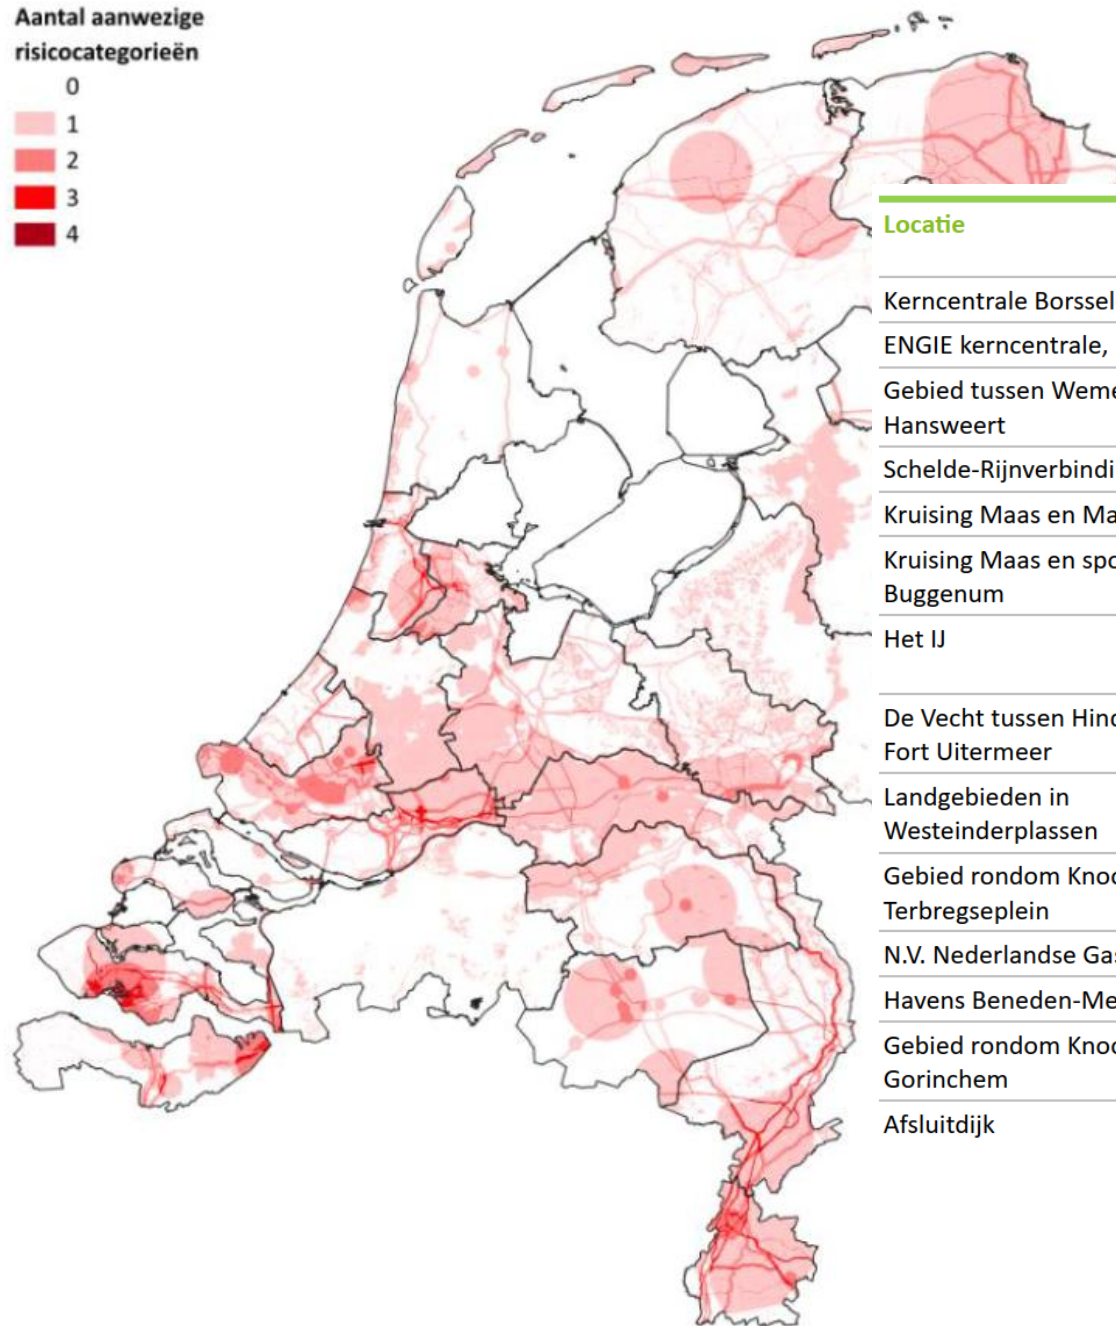 Aantal aanwezige
risicocategorieën
0
1
2
3
4
Locatie
Kerncentrale Borssel
ENGIE kerncentrale,
Gebied tussen Weme
Hansweert
Schelde-Rijnverbindi
Kruising Maas en Ma
Kruising Maas en spo
Buggenum
Het IJ
De Vecht tussen Hind
Fort Uitermeer
Landgebieden in
Westeinderplassen
Gebied rondom Knoo
Terbregseplein
N.V. Nederlandse Gas
Havens Beneden-Me
Gebied rondom Knoo
Gorinchem
Afsluitdijk